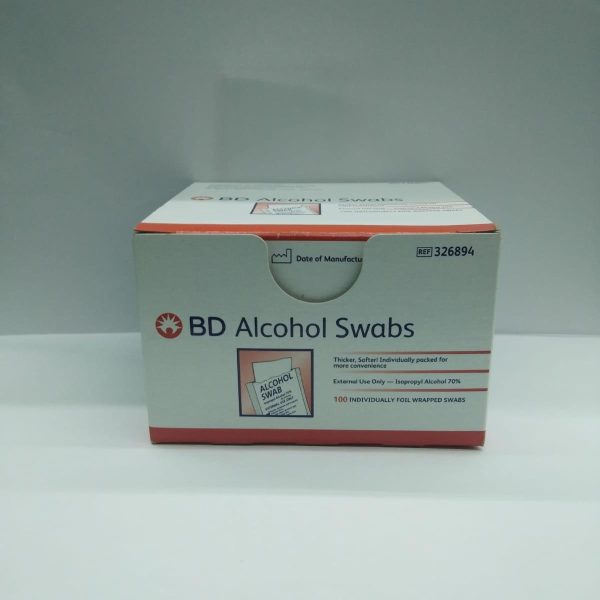 BD Alcohol Swabs
Date of Manufactu
REF 326894
BD Alcohol Swabs
Thicker, Softer! Individually packed for
more convenience
External Use Only — Isopropyl Alcohol 70%
100 INDIVIDUALLY FOIL WRAPPED SWABS
ALCOHOL
SWAB